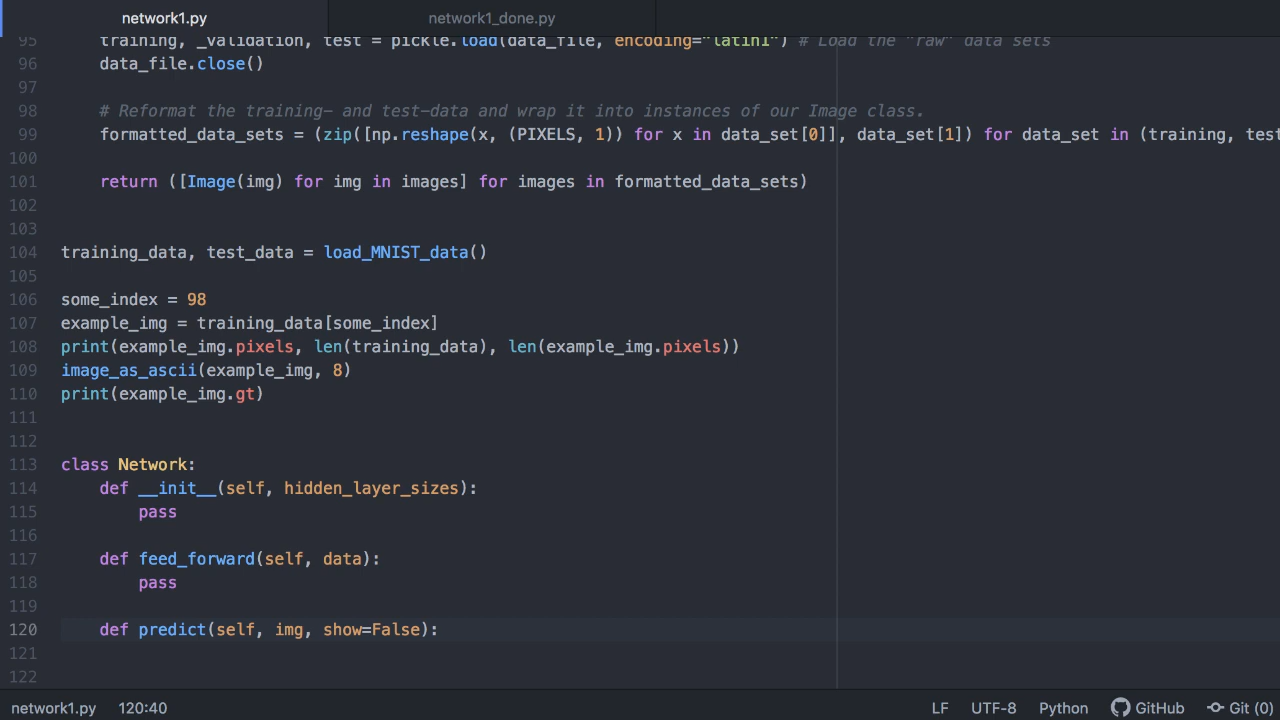 network1.py
network1_done.py
95 training, _validation, test = pickle.load(data_file, encoding="latin1") # Load the "raw" data sets
96 data_file.close()
97
98 # Reformat the training- and test-data and wrap it into instances of our Image class.
99 formatted_data_sets = (zip([np.reshape(x, (PIXELS, 1)) for x in data_set[0]], data_set[1]) for data_set in (training, test
100
101 return ([Image(img) for img in images] for images in formatted_data_sets)
102
103
104 training_data, test_data = load_MNIST_data()
105
106 some_index = 98
107 example_img = training_data[some_index]
108 print(example_img.pixels, len(training_data), len(example_img.pixels))
109 image_as_ascii(example_img, 8)
110 print(example_img.gt)
111
112
113 class Network:
114 def __init__(self, hidden_layer_sizes):
115 pass
116
117 def feed_forward(self, data):
118 pass
119
120 def predict(self, img, show=False):
121
122
network1.py 120:40 LF UTF-8 Python GitHub Git (0)